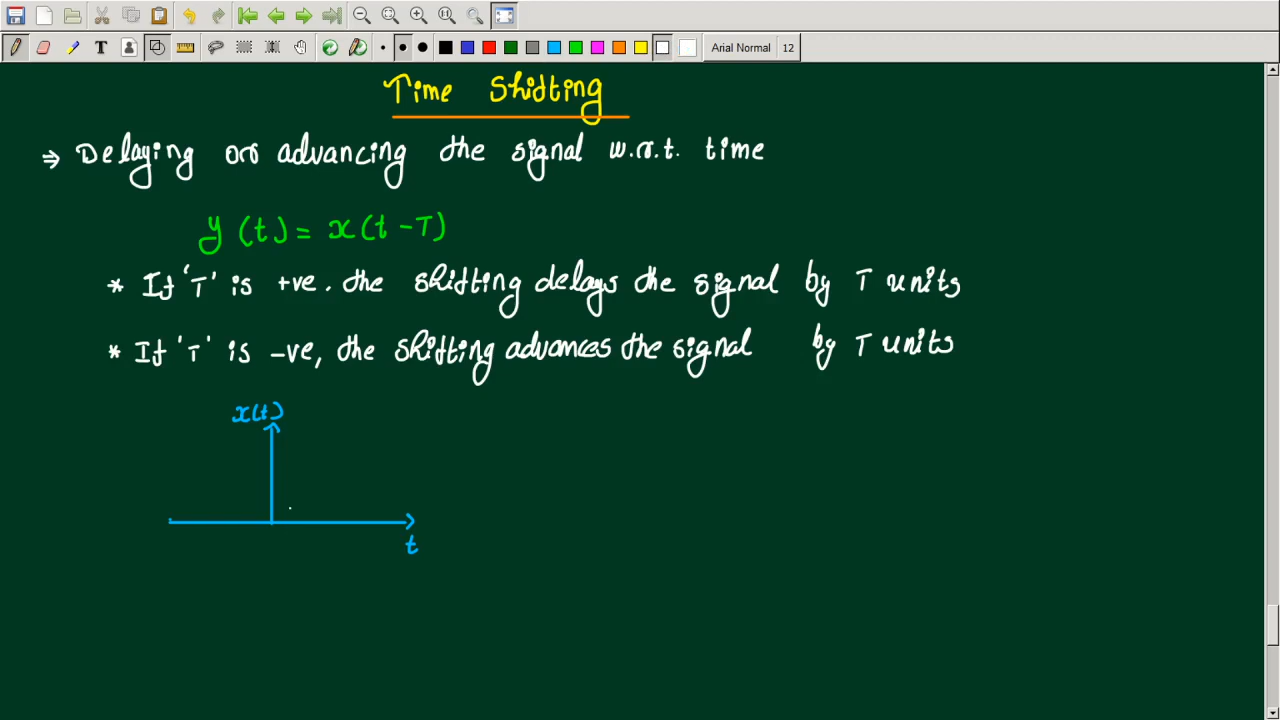 Arial Normal 12
Time Shifting
⇒ Delaying or advancing the signal w.r.t. time
y(t) = x(t-T)
* If 'T' is +ve. the shifting delays the signal by T units
* If 'T' is -ve, the shifting advances the signal by T units
x(t)
t